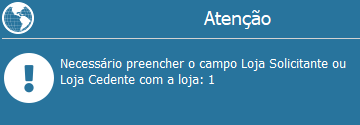 Atenção
Necessário preencher o campo Loja Solicitante ou
Loja Cedente com a loja: 1